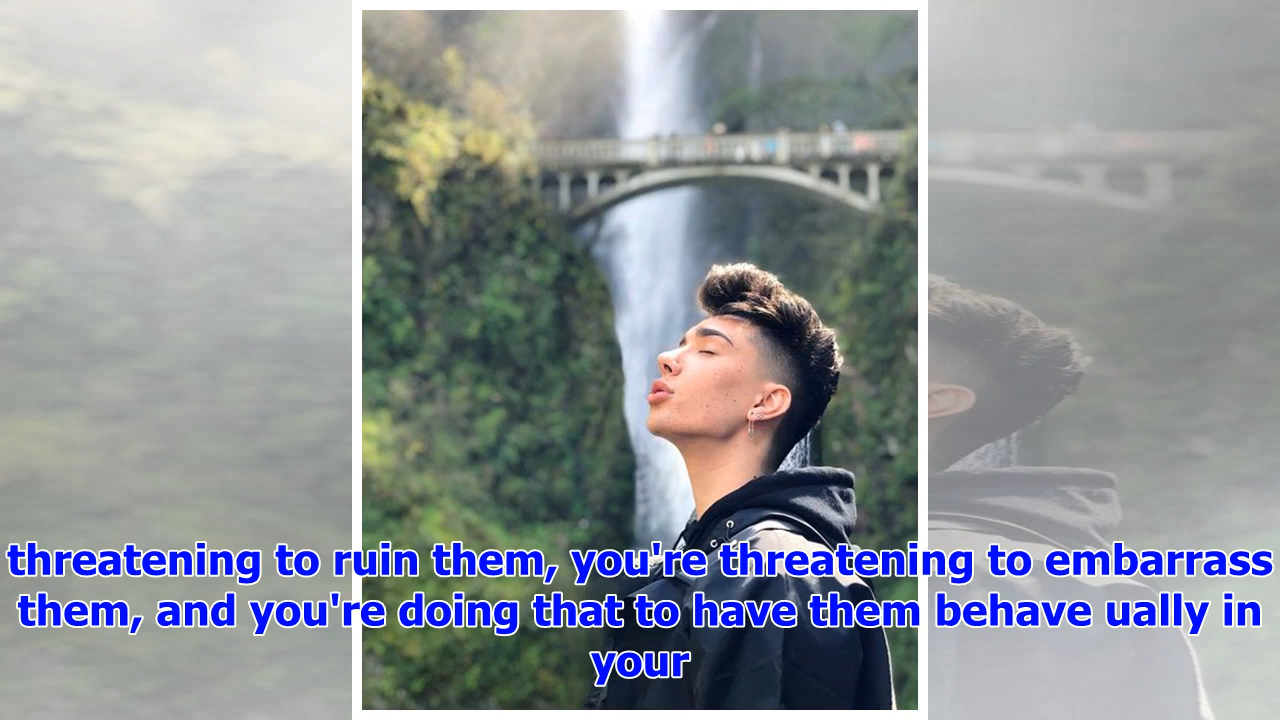 threatening to ruin them, you're threatening to embarrass
them, and you're doing that to have them behave ually in
your